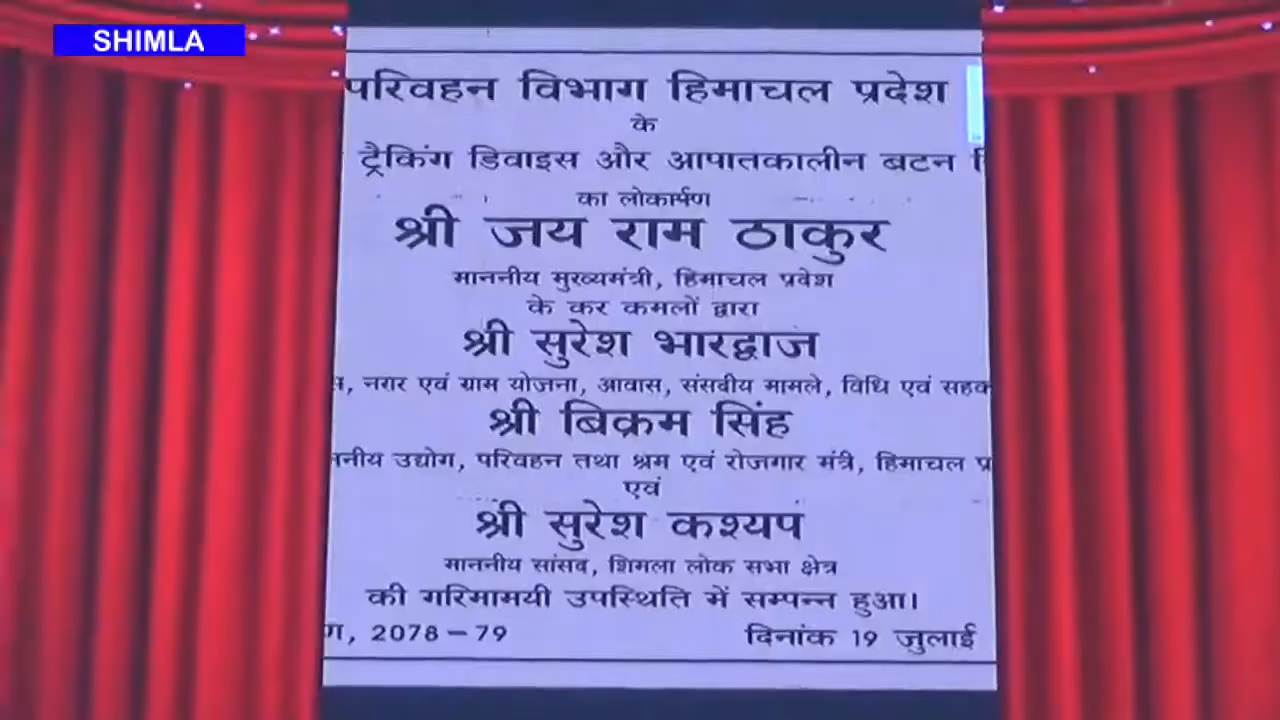 SHIMLA
परिवहन विभाग हिमाचल प्रदेश
के
ट्रैकिंग डिवाइस और आपातकालीन बटन
का लोकार्पण
श्री जय राम ठाकुर
माननीय मुख्यमंत्री, हिमाचल प्रदेश
के कर कमलों द्वारा
श्री सुरेश भारद्वाज
नगर एवं ग्राम योजना, आवास, संसदीय मामले, विधि एवं
श्री बिक्रम सिंह
उद्योग, परिवहन तथा श्रम एवं रोजगार मंत्री, हिमाचल
एवं
श्री सुरेश कश्यप
माननीय सांसद, शिमला लोक सभा क्षेत्र
की गरिमामयी उपस्थिति में सम्पन्न हुआ।
2078-79 दिनांक 19 जुलाई